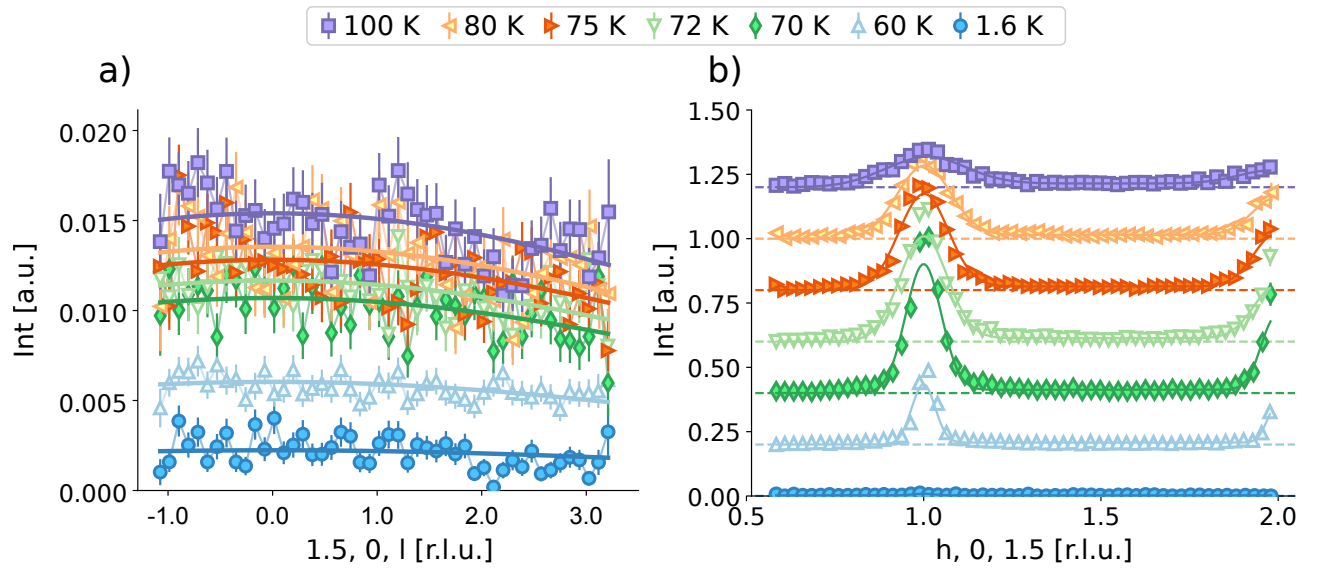 100 K 80 K 75 K 72 K 70 K 60 K 1.6 K
a)
b)
Int [a.u.]
0.020
0.015
0.010
0.005
0.000
-1.0 0.0 1.0 2.0 3.0
1.5, 0, l [r.l.u.]
Int [a.u.]
1.50
1.25
1.00
0.75
0.50
0.25
0.00
0.5 1.0 1.5 2.0
h, 0, 1.5 [r.l.u.]